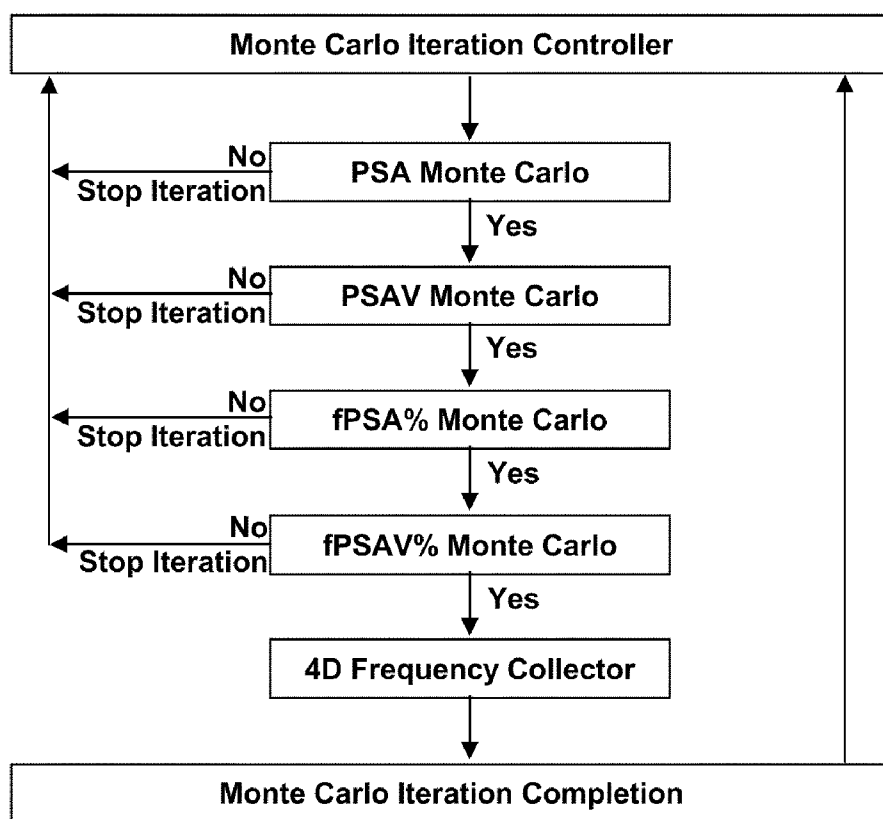 Monte Carlo Iteration Controller
No
Stop Iteration
PSA Monte Carlo
Yes
No
Stop Iteration
PSAV Monte Carlo
Yes
No
Stop Iteration
fPSA% Monte Carlo
Yes
No
Stop Iteration
fPSAV% Monte Carlo
Yes
4D Frequency Collector
Monte Carlo Iteration Completion